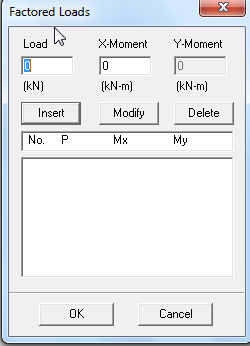 Factored Loads
Load X-Moment Y-Moment
0 0 0
(kN) (kN-m) (kN-m)
Insert Modify Delete
No. P Mx My
OK Cancel